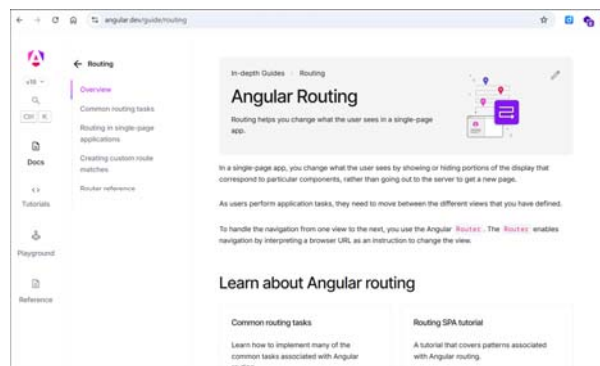 angular.dev/guide/routing
v18
Ctrl K
Docs
Tutorials
Playground
Reference
Routing
Overview
Common routing tasks
Routing in single-page
applications
Creating custom route
matches
Router reference
In-depth Guides
Routing
Angular Routing
Routing helps you change what the user sees in a single-page
app.
In a single-page app, you change what the user sees by showing or hiding portions of the display that
correspond to particular components, rather than going out to the server to get a new page.
As users perform application tasks, they need to move between the different views that you have defined.
To handle the navigation from one view to the next, you use the Angular Router. The Router enables
navigation by interpreting a browser URL as an instruction to change the view.
Learn about Angular routing
Common routing tasks
Learn how to implement many of the
common tasks associated with Angular
Routing SPA tutorial
A tutorial that covers patterns associated
with Angular routing.